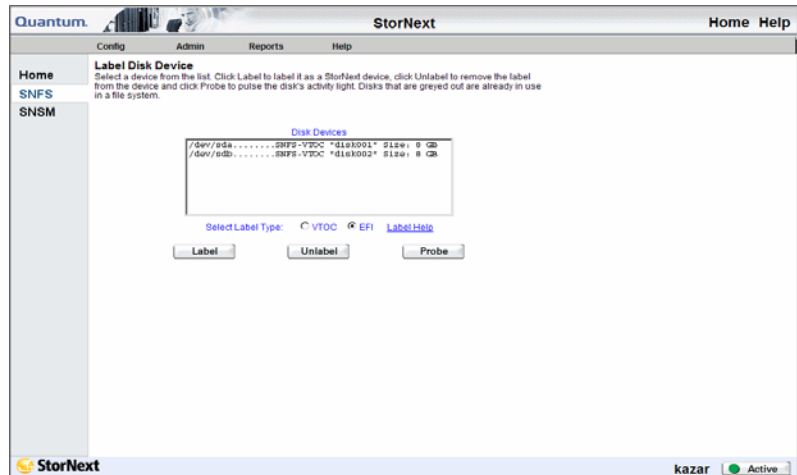 Quantum.
StorNext
Home Help
Config Admin Reports Help
Home
SNFS
SNSM
Label Disk Device
Select a device from the list. Click Label to label it as a StorNext device, click Unlabel to remove the label
from the device and click Probe to pulse the disk's activity light. Disks that are greyed out are already in use
in a file system.
Disk Devices
/dev/sda........SNFS-VTOC "disk001" Size: 8 GB
/dev/sdb........SNFS-VTOC "disk002" Size: 8 GB
Select Label Type: VTOC EFI Label Help
Label Unlabel Probe
StorNext
kazar Active